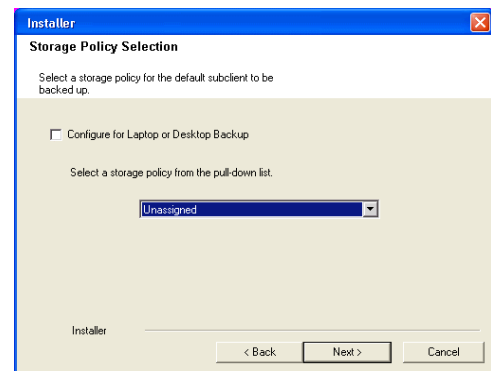 Installer
Storage Policy Selection
Select a storage policy for the default subclient to be
backed up.
Configure for Laptop or Desktop Backup
Select a storage policy from the pull-down list.
Unassigned
Installer
< Back
Next >
Cancel